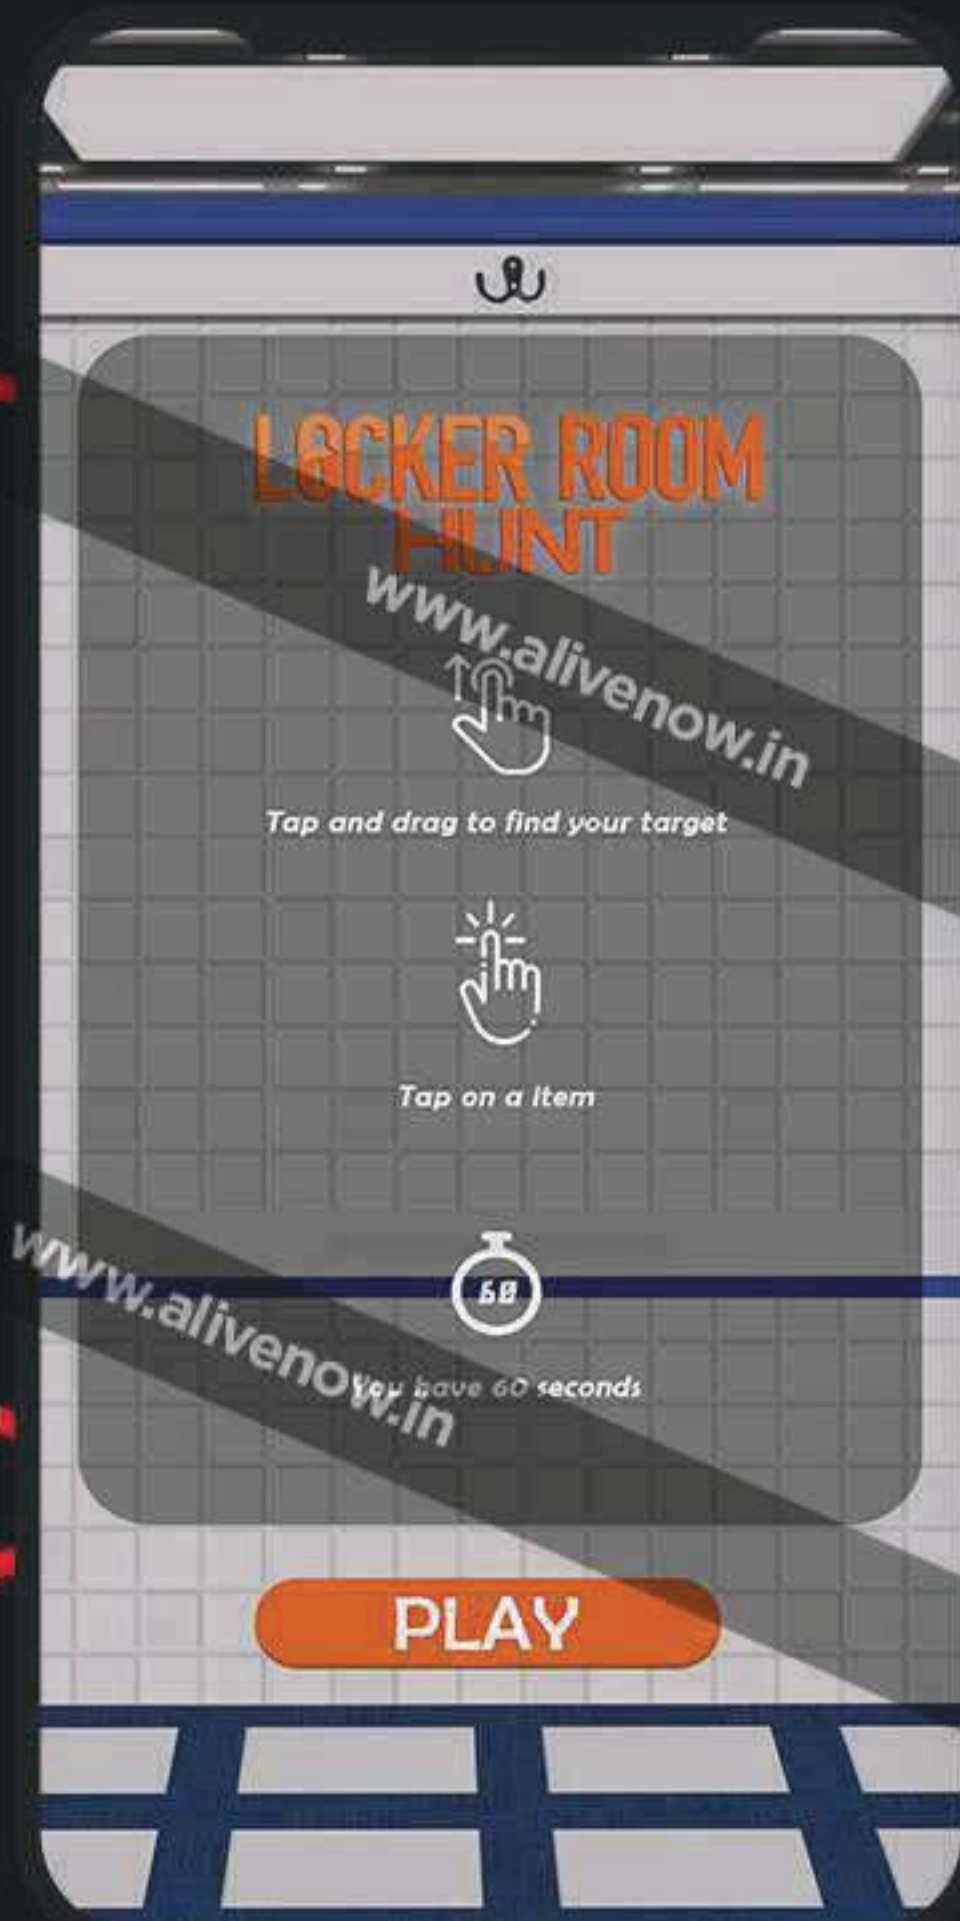 LOCKER ROOM
HUNT
www.alivenow.in
Tap and drag to find your target
Tap on a item
60
www.alivenow.in
You have 60 seconds
PLAY